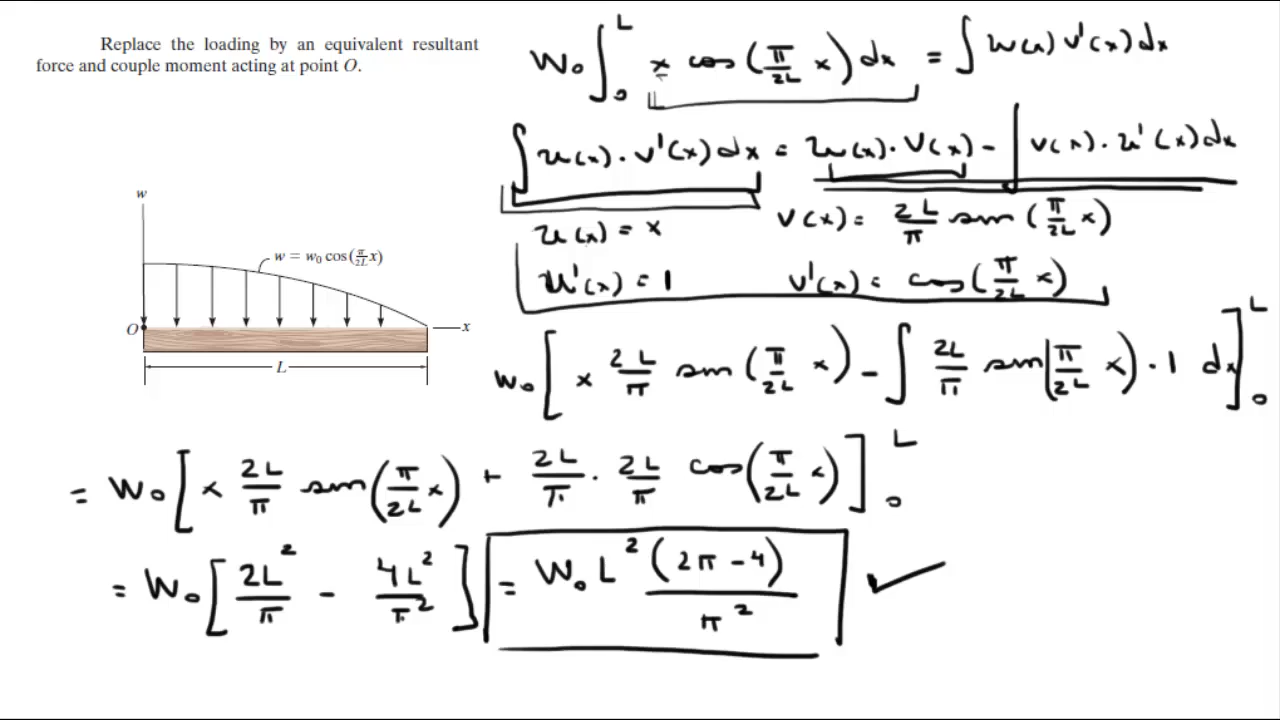 Replace the loading by an equivalent resultant
force and couple moment acting at point O.
w
w = w₀ cos(π/2L x)
O
x
L
W₀ ∫₀ᴸ x cos(π/2L x) dx = ∫ u(x) v'(x) dx
∫ u(x) · v'(x) dx = u(x) · v(x) - ∫ v(x) · u'(x) dx
u(x) = x v(x) = 2L/π sin(π/2L x)
u'(x) = 1 v'(x) = cos(π/2L x)
W₀ [x 2L/π sin(π/2L x) - ∫ 2L/π sin(π/2L x) · 1 dx]₀ᴸ
= W₀ [x 2L/π sin(π/2L x) + 2L/π · 2L/π cos(π/2L x)]₀ᴸ
= W₀ [2L²/π - 4L²/π²] = W₀ L² (2π - 4)/π² ✓